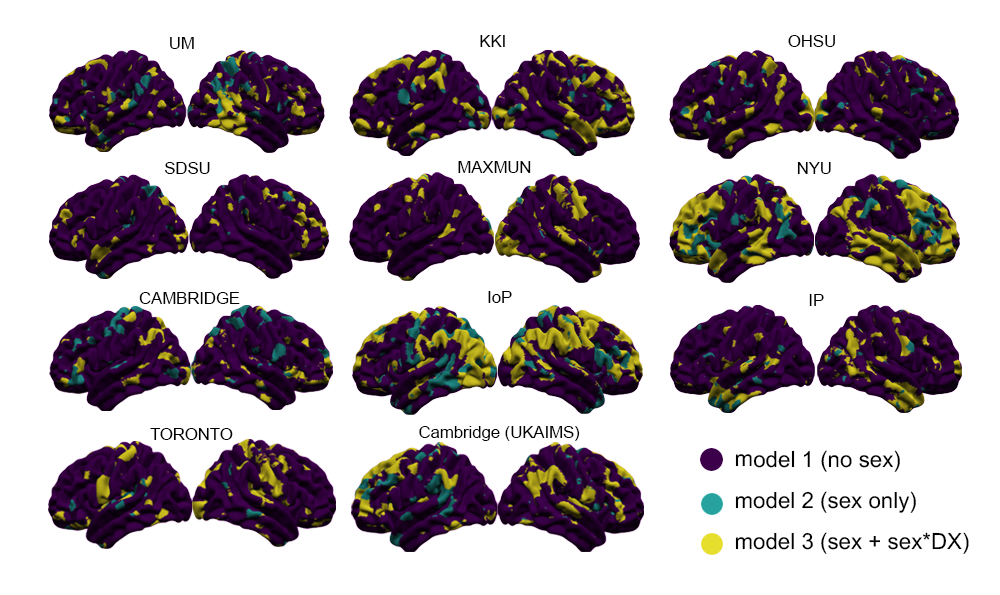 UM
KKI
OHSU
SDSU
MAXMUN
NYU
CAMBRIDGE
IoP
IP
TORONTO
Cambridge (UKAIMS)
model 1 (no sex)
model 2 (sex only)
model 3 (sex + sex*DX)